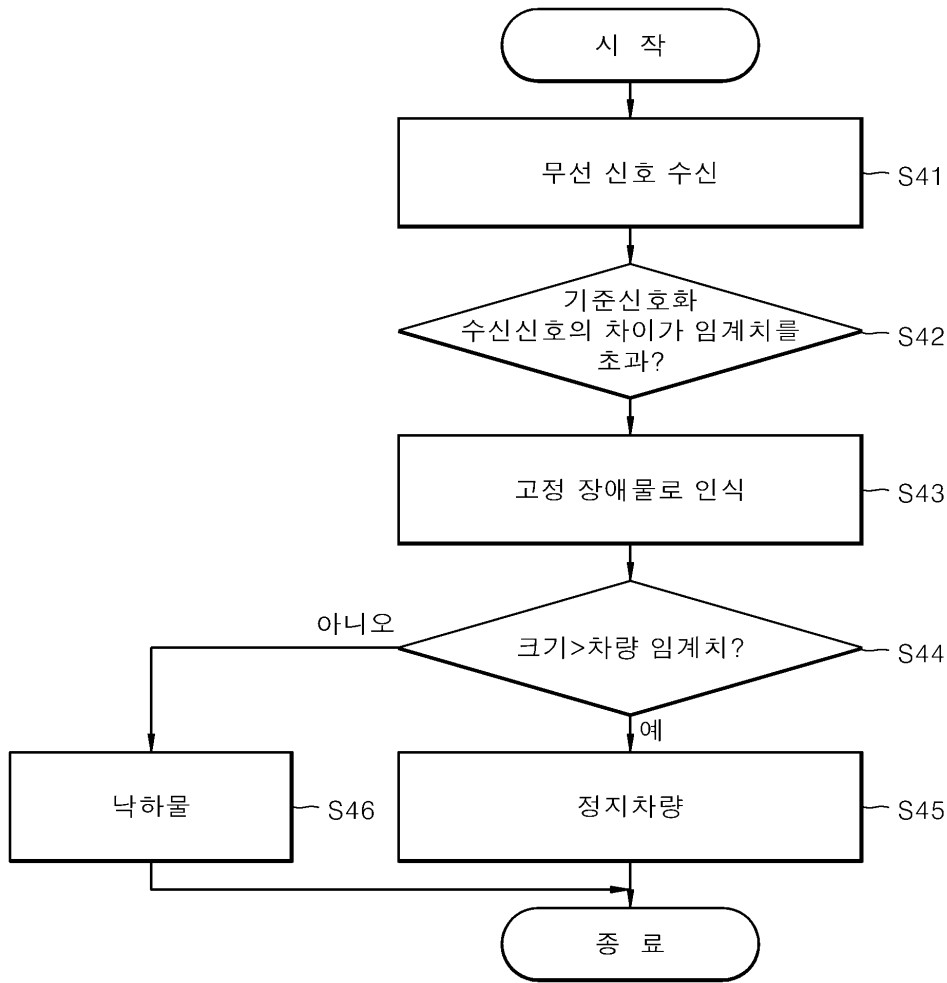 시 작
무선 신호 수신
S41
기준신호화
수신신호의 차이가 임계치를
초과?
S42
고정 장애물로 인식
S43
아니오
크기>차량 임계치?
S44
예
낙하물
S46
정지차량
S45
종 료